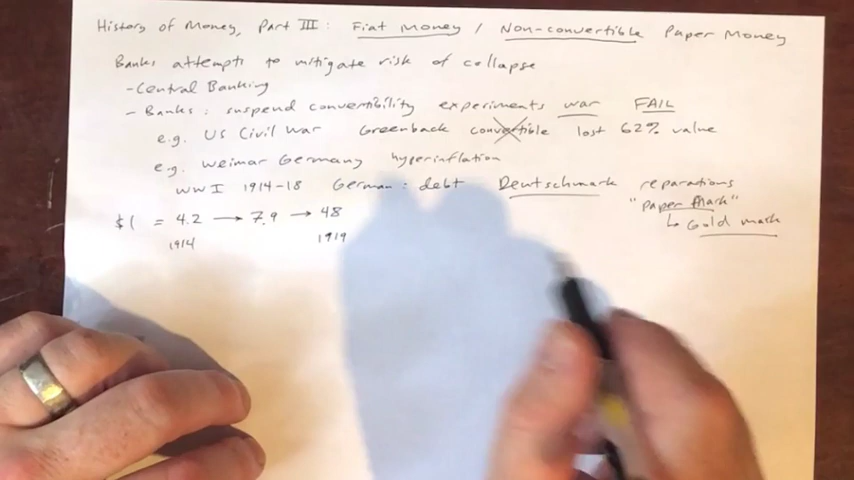 History of Money, Part III: Fiat Money / Non-convertible Paper Money
Banks attempts to mitigate risk of collapse
- Central Banking
- Banks: suspend convertibility experiments war FAIL
e.g. US Civil War Greenback convertible lost 62% value
e.g. Weimar Germany hyperinflation
WWI 1914-18 German: debt Deutschmark reparations
"Paper Mark"
↳ Gold mark
$1 = 4.2 → 7.9 → 48
1914 1919